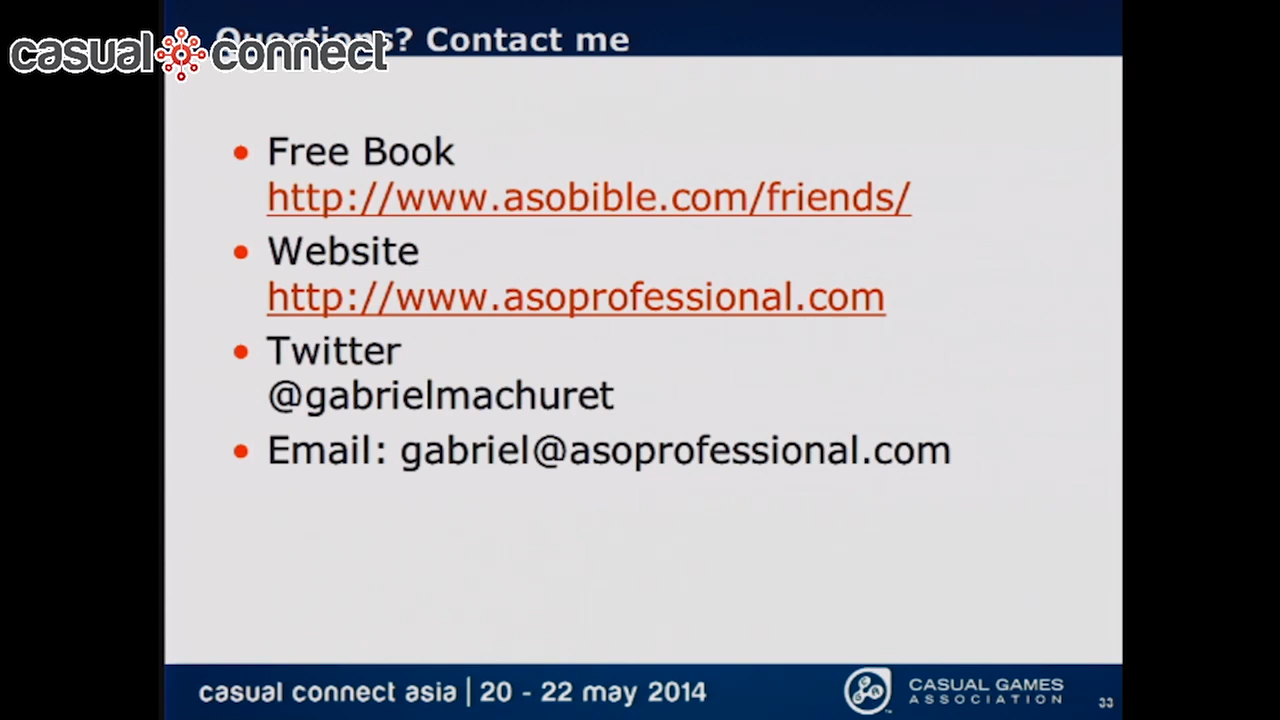 Questions? Contact me
casual connect
Free Book
http://www.asobible.com/friends/
Website
http://www.asoprofessional.com
Twitter
@gabrielmachuret
Email: gabriel@asoprofessional.com
casual connect asia | 20 - 22 may 2014
CASUAL GAMES
ASSOCIATION
33